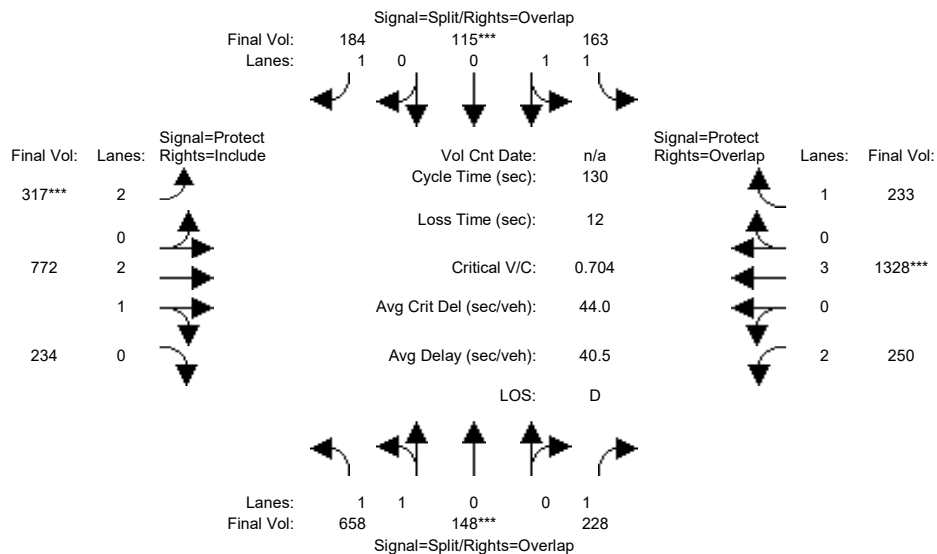 Signal=Split/Rights=Overlap
Final Vol: 184 115*** 163
Lanes: 1 0 0 1 1
Signal=Protect
Final Vol: Lanes: Rights=Include
Vol Cnt Date: n/a
Signal=Protect
Rights=Overlap Lanes: Final Vol:
Cycle Time (sec): 130
317*** 2
1 233
Loss Time (sec): 12
0
0
772 2
Critical V/C: 0.704
3 1328***
1
Avg Crit Del (sec/veh): 44.0
0
234 0
Avg Delay (sec/veh): 40.5
2 250
LOS: D
Lanes: 1 1 0 0 1
Final Vol: 658 148*** 228
Signal=Split/Rights=Overlap